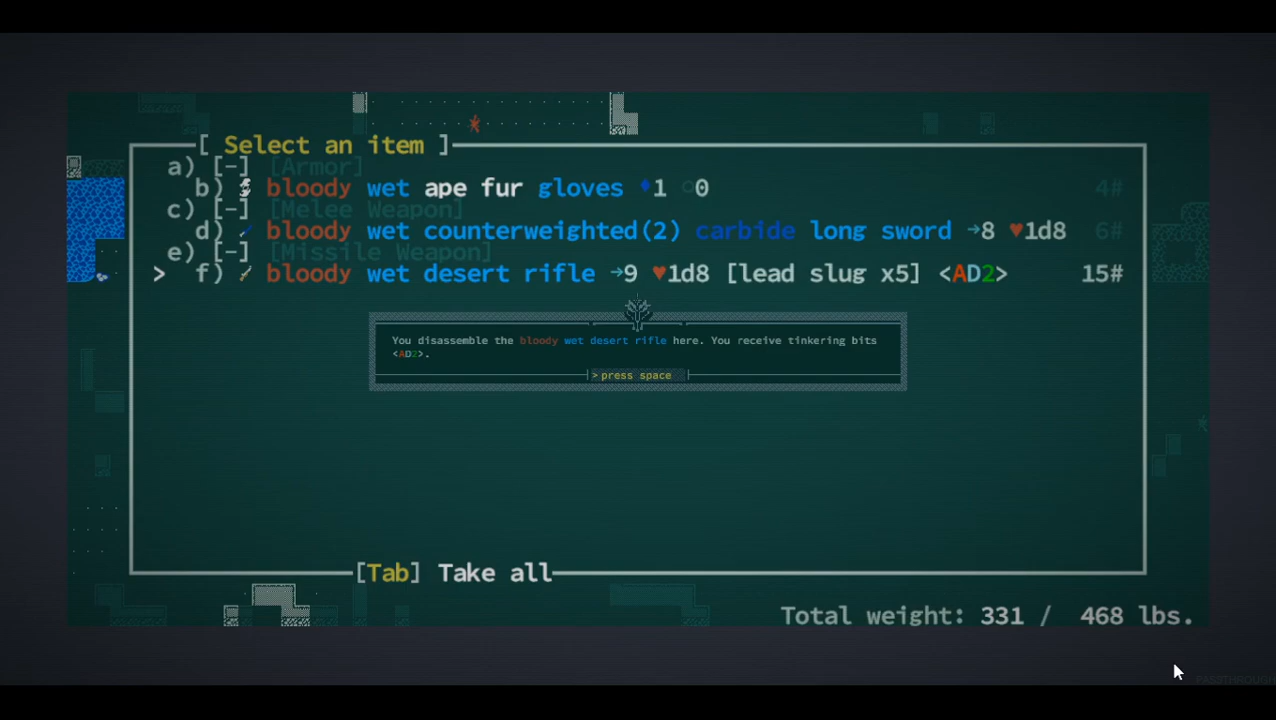 [ Select an item ]
a) [-] [Armor]
b) bloody wet ape fur gloves ♦1 ○0 4#
c) [-] [Melee Weapon]
d) bloody wet counterweighted(2) carbide long sword →8 ♥1d8 6#
e) [-] [Missile Weapon]
> f) bloody wet desert rifle →9 ♥1d8 [lead slug x5] <AD2> 15#
You disassemble the bloody wet desert rifle here. You receive tinkering bits
<AD2>.
> press space
[Tab] Take all
Total weight: 331 / 468 lbs.
PASSTHROUGH